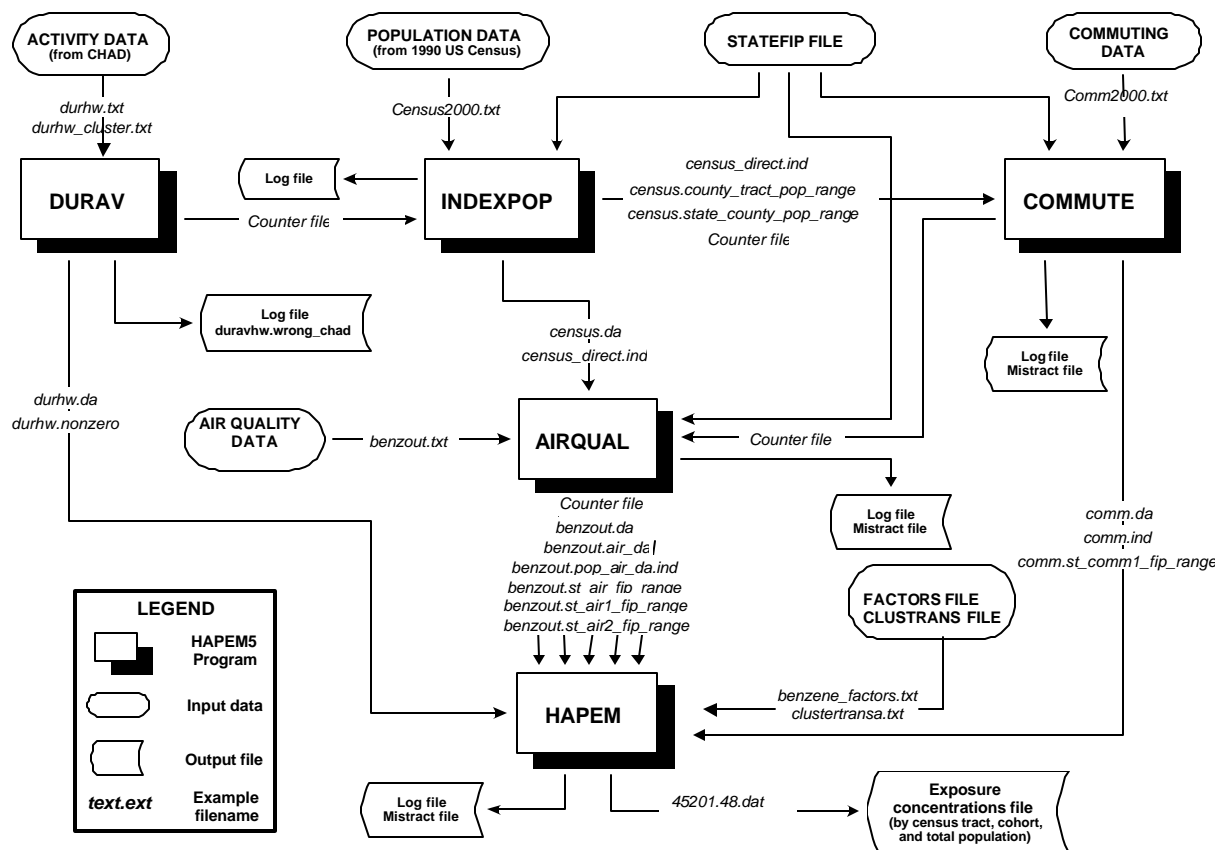 ACTIVITY DATA
(from CHAD)
POPULATION DATA
(from 1990 US Census)
STATEFIP FILE
COMMUTING
DATA
durhw.txt
durhw_cluster.txt
Census2000.txt
Comm2000.txt
DURAV
Log file
INDEXPOP
census_direct.ind
census.county_tract_pop_range
census.state_county_pop_range
Counter file
COMMUTE
Counter file
Log file
duravhw.wrong_chad
census.da
census_direct.ind
Log file
Mistract file
durhw.da
durhw.nonzero
AIR QUALITY
DATA
benzout.txt
AIRQUAL
Counter file
Log file
Mistract file
Counter file
benzout.da
benzout.air_da
benzout.pop_air_da.ind
benzout.st_air_fip_range
benzout.st_air1_fip_range
benzout.st_air2_fip_range
comm.da
comm.ind
comm.st_comm1_fip_range
FACTORS FILE
CLUSTRANS FILE
benzene_factors.txt
clustertransa.txt
HAPEM
LEGEND
HAPEM5
Program
Input data
Output file
text.ext
Example
filename
Log file
Mistract file
45201.48.dat
Exposure
concentrations file
(by census tract, cohort,
and total population)